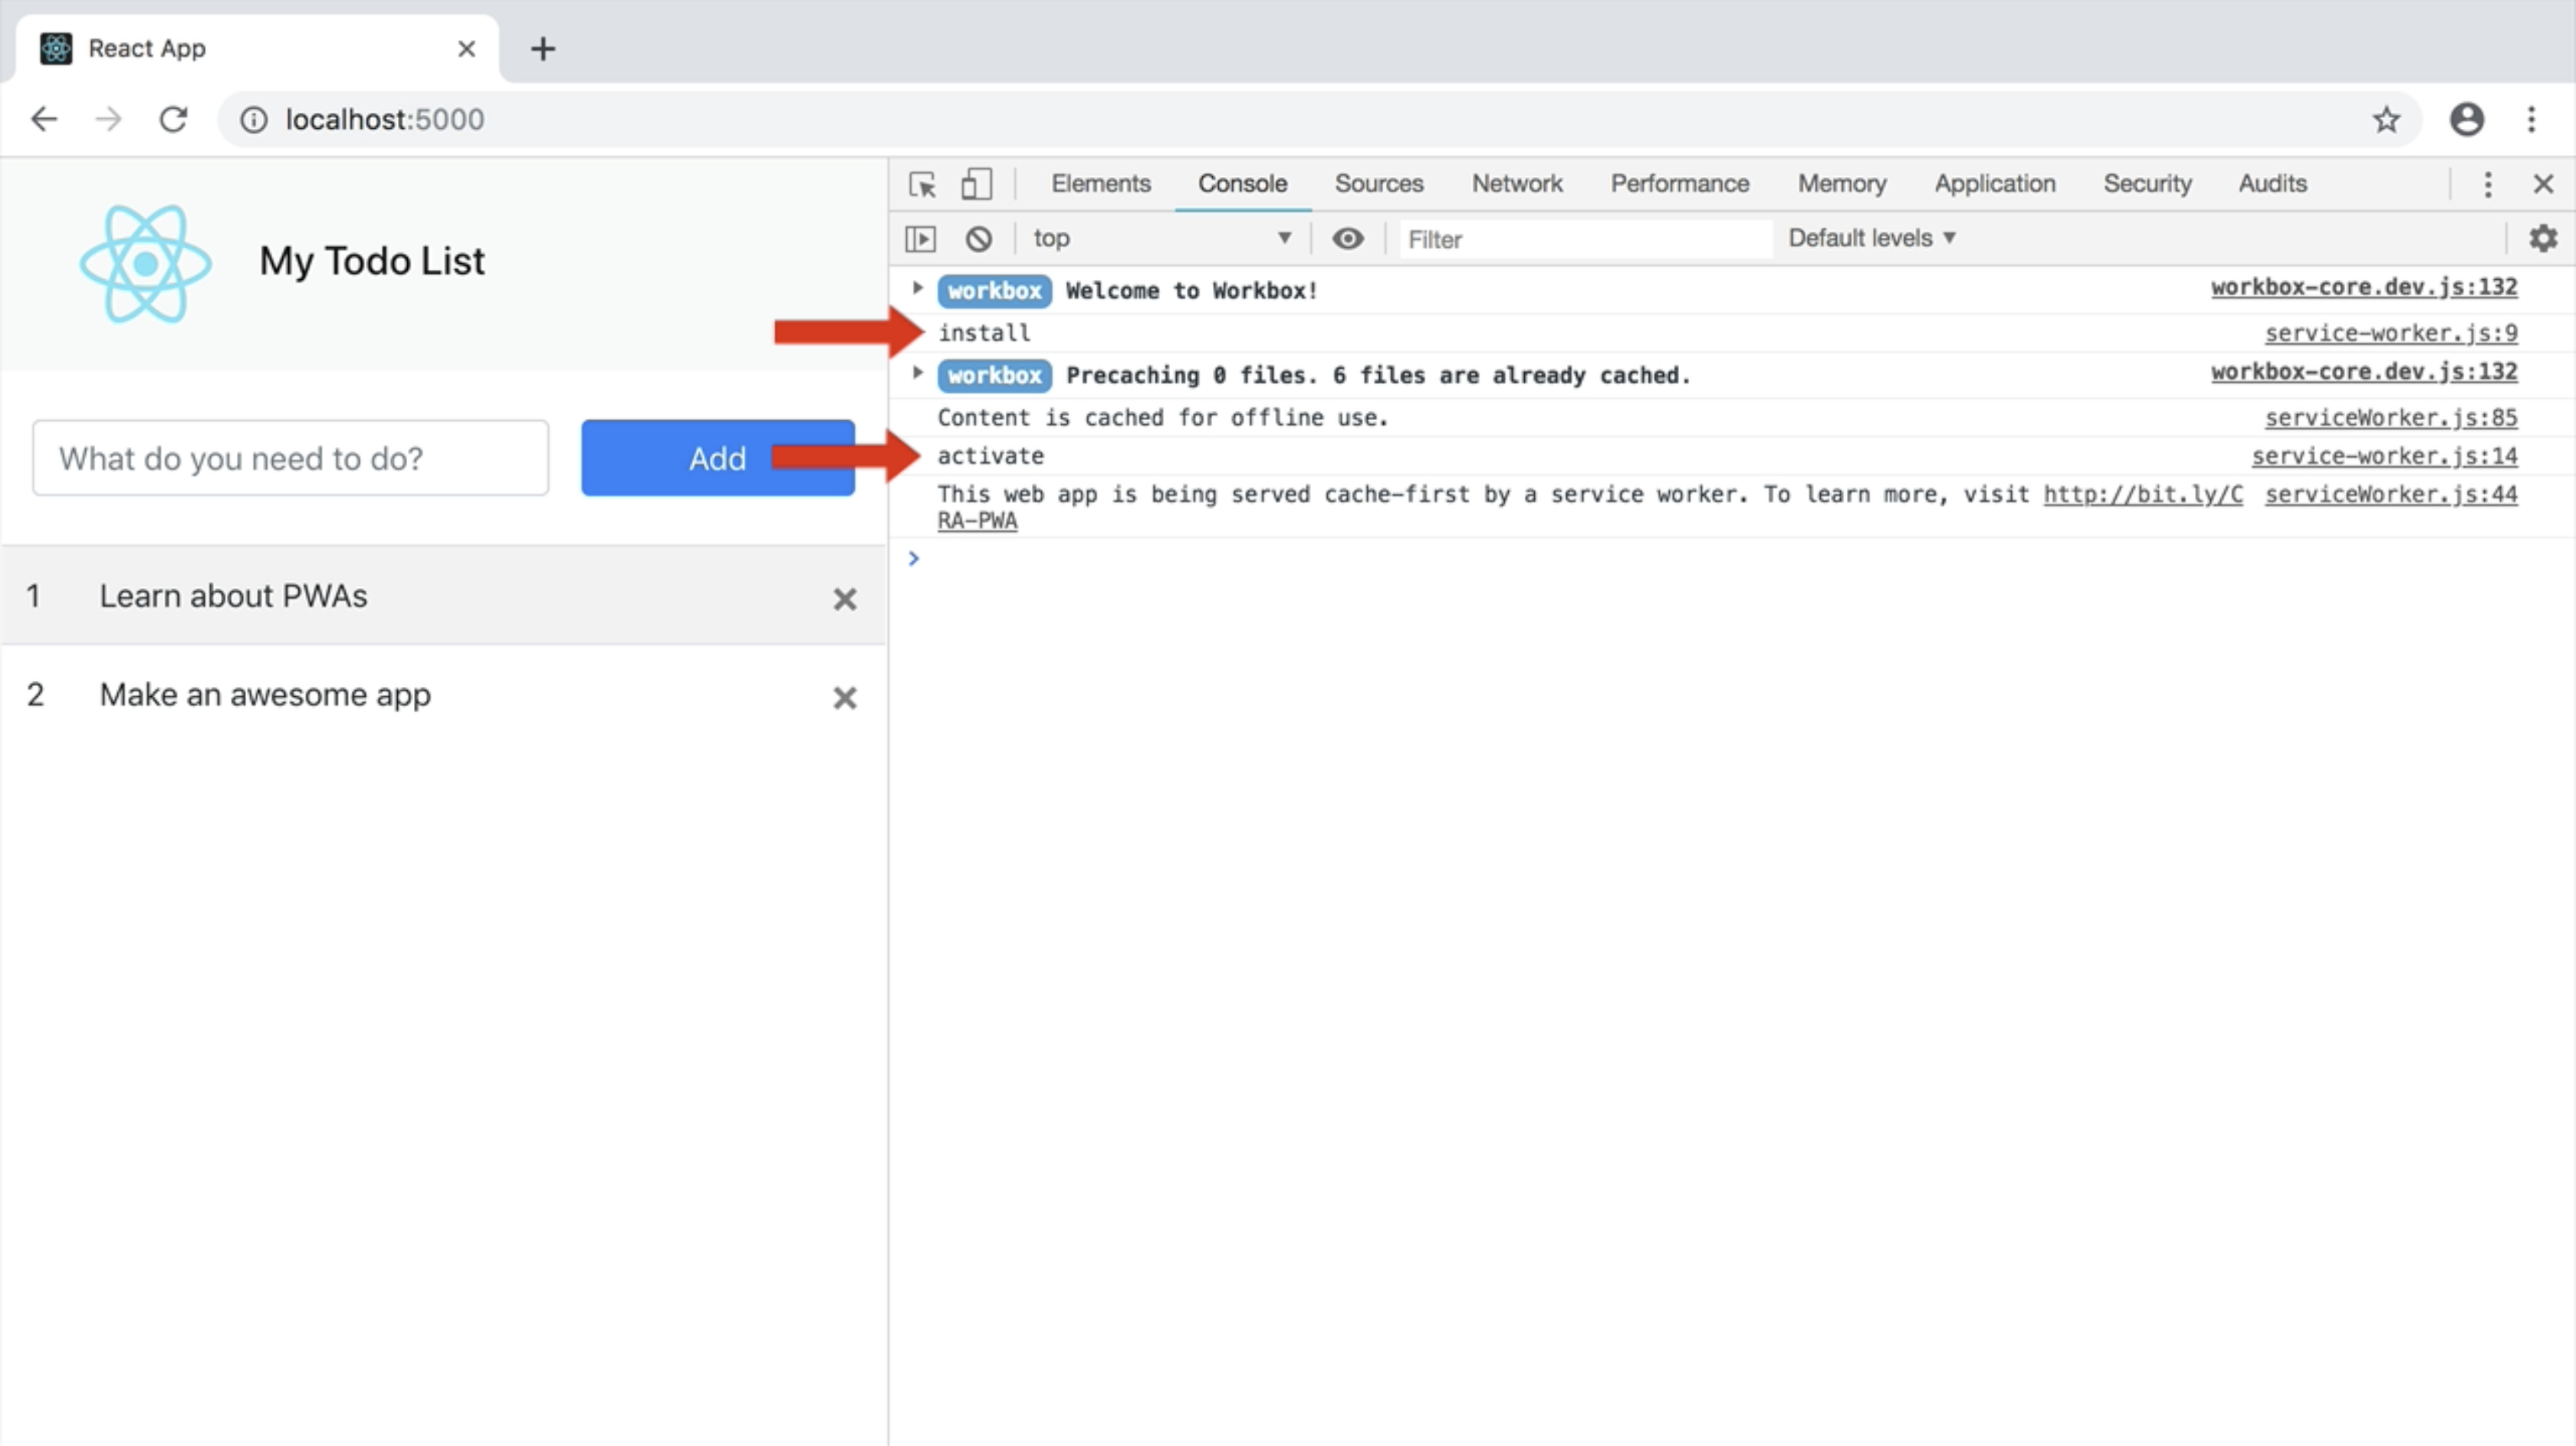 React App
localhost:5000
My Todo List
What do you need to do?
Add
1 Learn about PWAs
2 Make an awesome app
Elements Console Sources Network Performance Memory Application Security Audits
top Filter Default levels
workbox Welcome to Workbox! workbox-core.dev.js:132
install service-worker.js:9
workbox Precaching 0 files. 6 files are already cached. workbox-core.dev.js:132
Content is cached for offline use. serviceWorker.js:85
activate service-worker.js:14
This web app is being served cache-first by a service worker. To learn more, visit http://bit.ly/C serviceWorker.js:44
RA-PWA